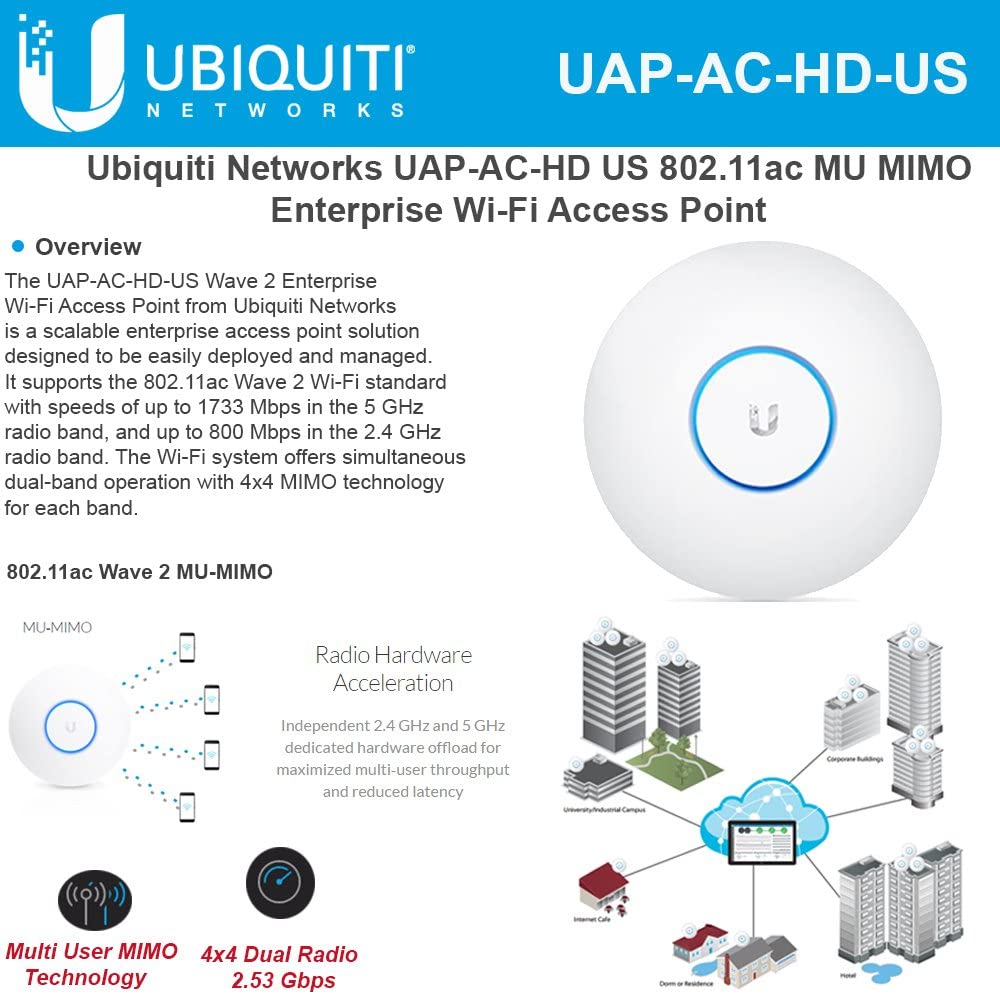 UBIQUITI®
NETWORKS
UAP-AC-HD-US
Ubiquiti Networks UAP-AC-HD US 802.11ac MU MIMO
Enterprise Wi-Fi Access Point
Overview
The UAP-AC-HD-US Wave 2 Enterprise
Wi-Fi Access Point from Ubiquiti Networks
is a scalable enterprise access point solution
designed to be easily deployed and managed.
It supports the 802.11ac Wave 2 Wi-Fi standard
with speeds of up to 1733 Mbps in the 5 GHz
radio band, and up to 800 Mbps in the 2.4 GHz
radio band. The Wi-Fi system offers simultaneous
dual-band operation with 4x4 MIMO technology
for each band.
802.11ac Wave 2 MU-MIMO
MU-MIMO
Radio Hardware
Acceleration
Independent 2.4 GHz and 5 GHz
dedicated hardware offload for
maximized multi-user throughput
and reduced latency
Multi User MIMO
Technology
4x4 Dual Radio
2.53 Gbps
Corporate Buildings
University/Industrial Campus
Internet Cafe
Dorm or Residence
Hotel